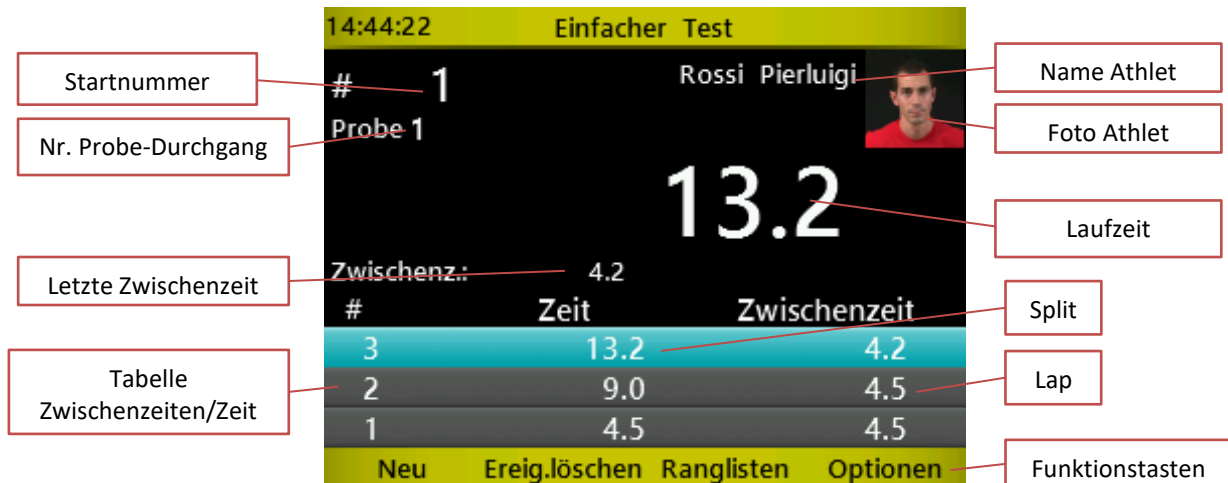 14:44:22 Einfacher Test
Startnummer
# 1
Rossi Pierluigi
Name Athlet
Nr. Probe-Durchgang
Probe 1
Foto Athlet
13.2
Laufzeit
Letzte Zwischenzeit
Zwischenz.: 4.2
# Zeit Zwischenzeit
Split
3 13.2 4.2
Tabelle
Zwischenzeiten/Zeit
2 9.0 4.5
Lap
1 4.5 4.5
Neu Ereig.löschen Ranglisten Optionen
Funktionstasten